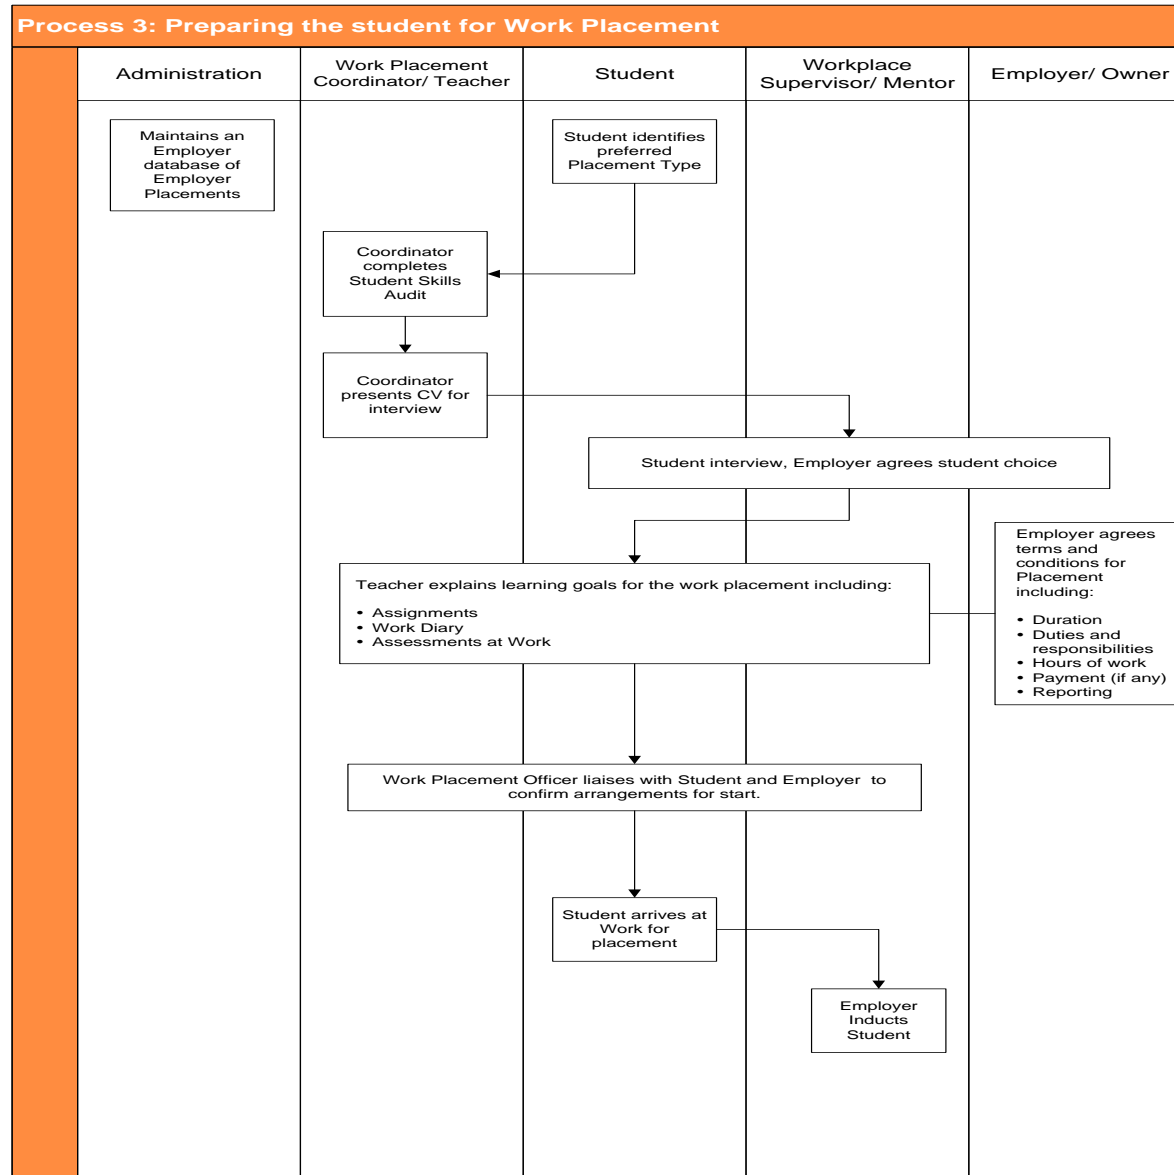 Process 3: Preparing the student for Work Placement
Administration
Work Placement
Coordinator/ Teacher
Student
Workplace
Supervisor/ Mentor
Employer/ Owner
Maintains an
Employer
database of
Employer
Placements
Student identifies
preferred
Placement Type
Coordinator
completes
Student Skills
Audit
Coordinator
presents CV for
interview
Student interview, Employer agrees student choice
Teacher explains learning goals for the work placement including:
• Assignments
• Work Diary
• Assessments at Work
Employer agrees
terms and
conditions for
Placement
including:
• Duration
• Duties and
responsibilities
• Hours of work
• Payment (if any)
• Reporting
Work Placement Officer liaises with Student and Employer to
confirm arrangements for start.
Student arrives at
Work for
placement
Employer
Inducts
Student